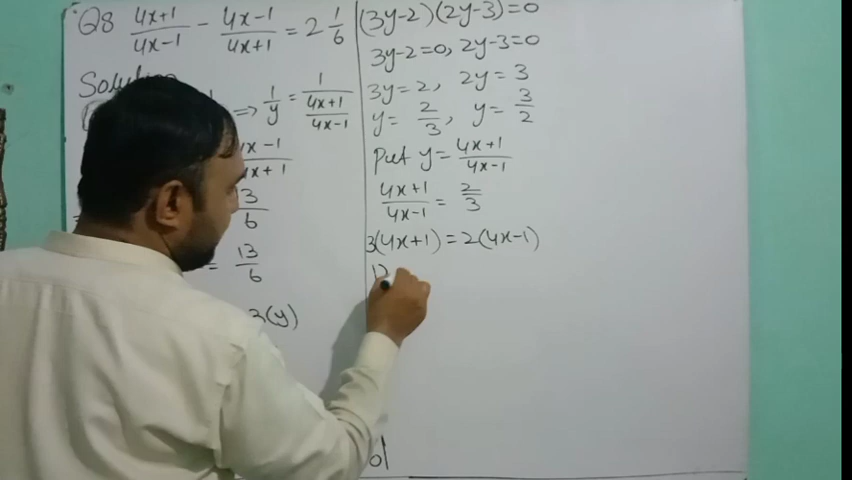 Q8 (4x+1)/(4x-1) - (4x-1)/(4x+1) = 2 1/6
Solution
⇒ 1/y = 1/((4x+1)/(4x-1))
x-1/x+1
13/6
= 13/6
(y)
(3y-2)(2y-3)=0
3y-2=0, 2y-3=0
3y=2, 2y=3
y= 2/3, y= 3/2
Put y= (4x+1)/(4x-1)
(4x+1)/(4x-1) = 2/3
3(4x+1)=2(4x-1)
12